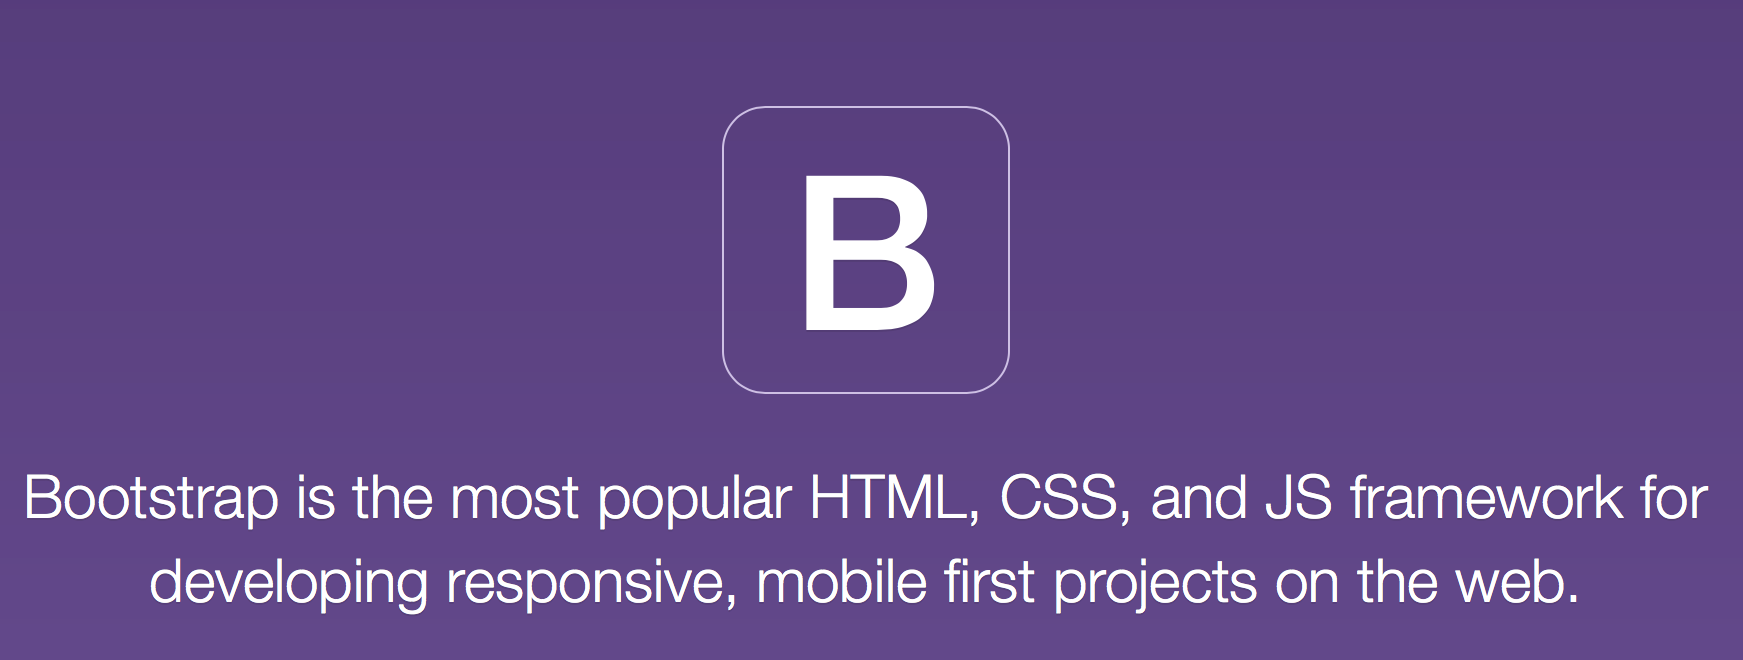 B
Bootstrap is the most popular HTML, CSS, and JS framework for
developing responsive, mobile first projects on the web.